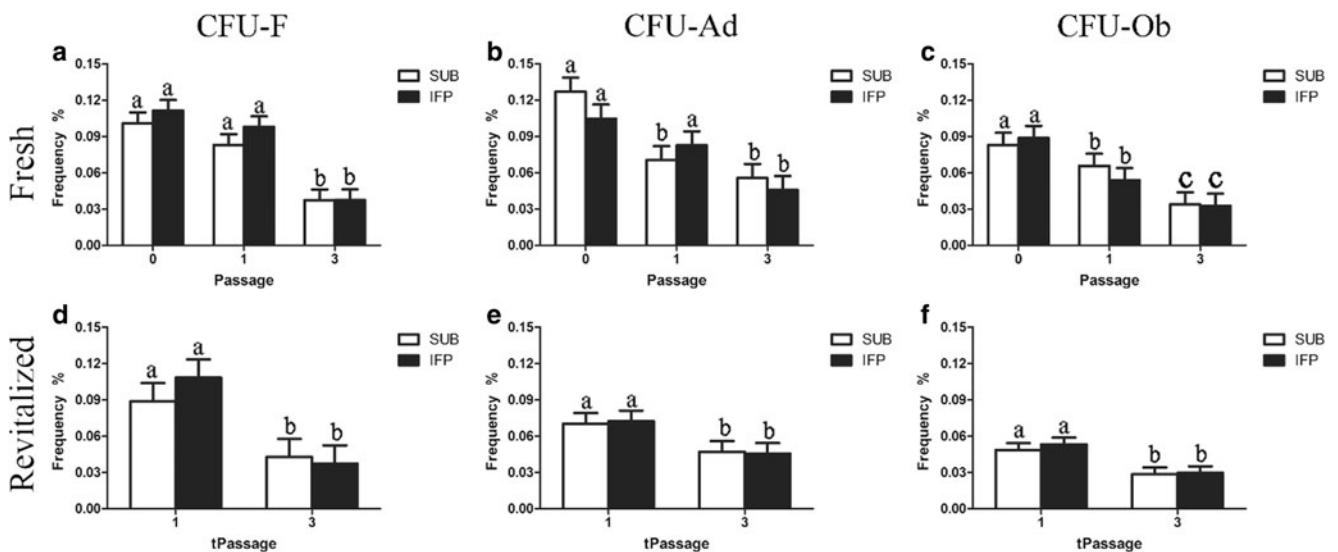 CFU-F
CFU-Ad
CFU-Ob
Fresh
a
Frequency %
0.15
0.12
0.09
0.06
0.03
0.00
a a
a a
b b
0 1 3
Passage
SUB
IFP
b
Frequency %
0.15
0.12
0.09
0.06
0.03
0.00
a a
b a
b b
0 1 3
Passage
SUB
IFP
c
Frequency %
0.15
0.12
0.09
0.06
0.03
0.00
a a
b b
c c
0 1 3
Passage
SUB
IFP
Revitalized
d
Frequency %
0.15
0.12
0.09
0.06
0.03
0.00
a a
b b
1 3
tPassage
SUB
IFP
e
Frequency %
0.15
0.12
0.09
0.06
0.03
0.00
a a
b b
1 3
tPassage
SUB
IFP
f
Frequency %
0.15
0.12
0.09
0.06
0.03
0.00
a a
b b
1 3
tPassage
SUB
IFP